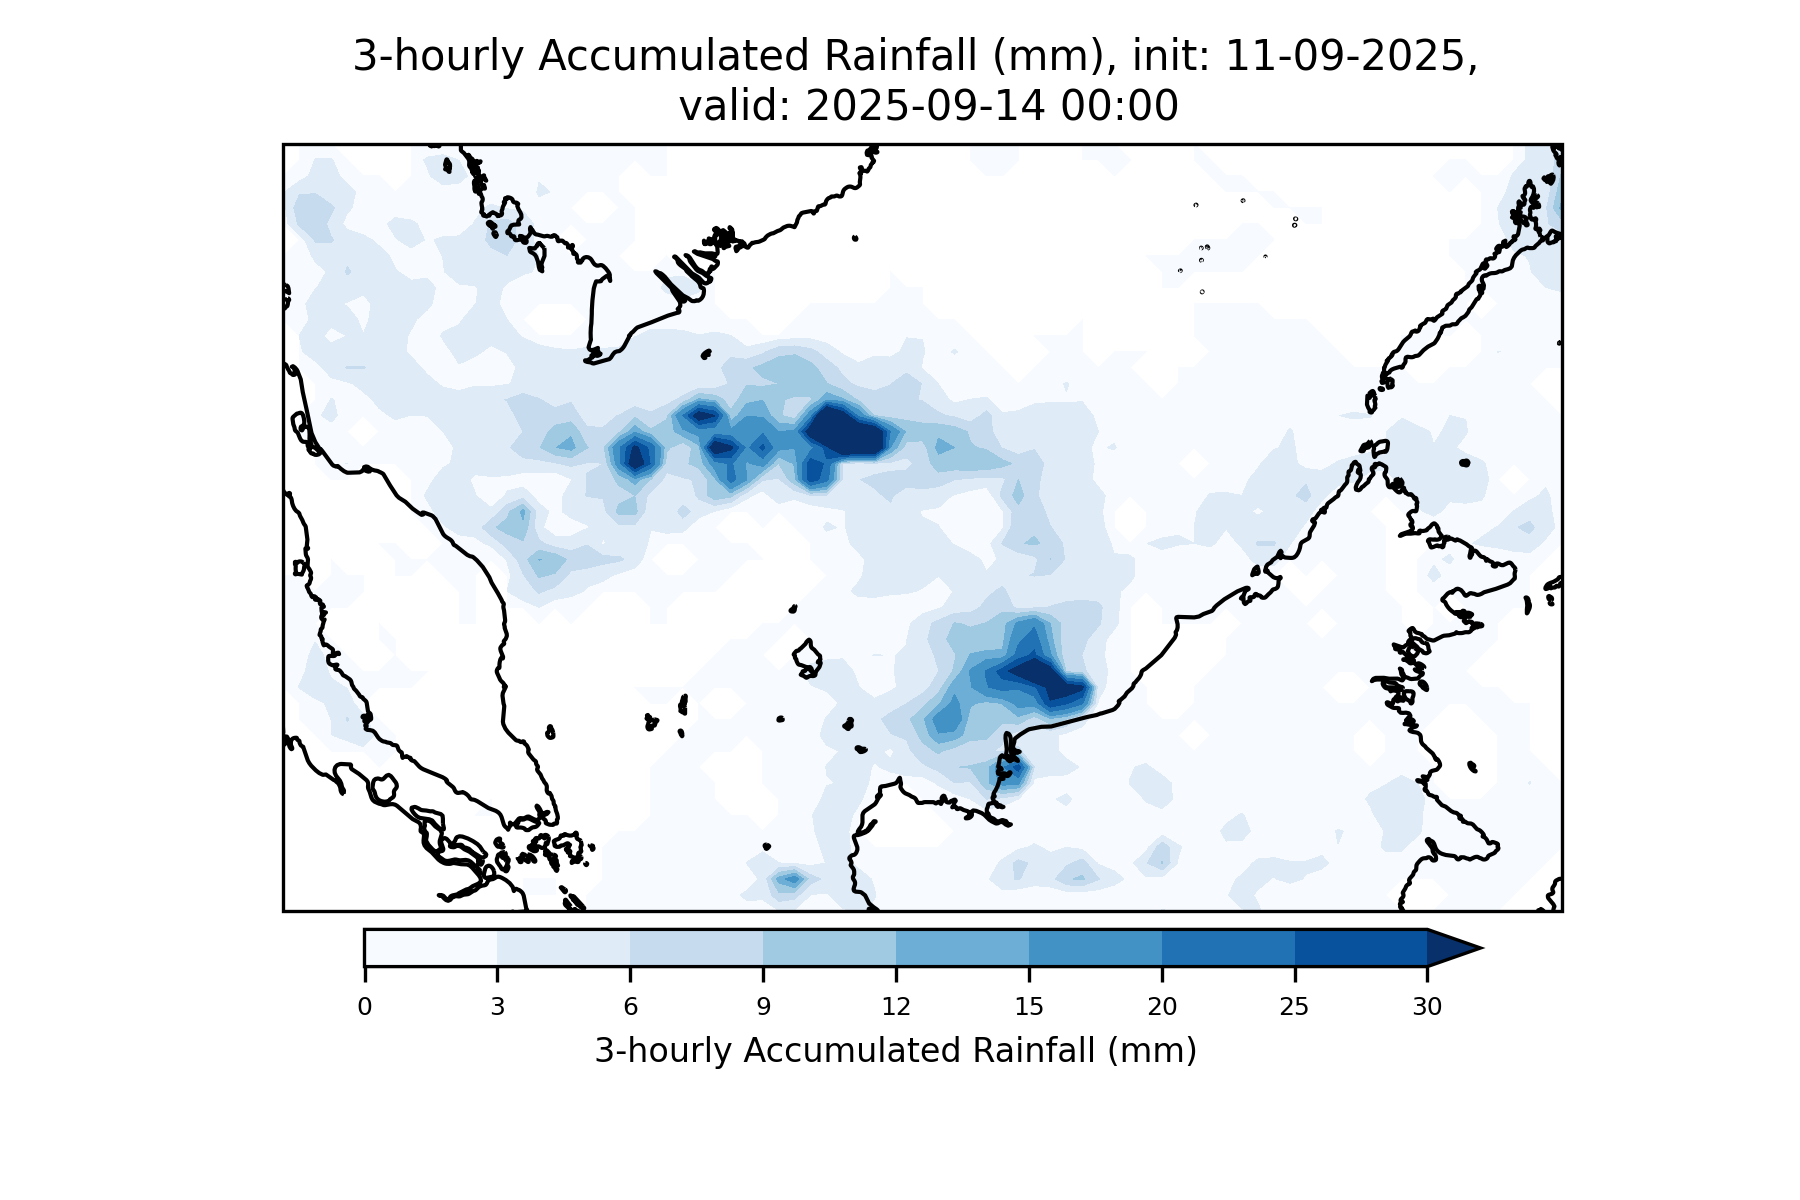 3-hourly Accumulated Rainfall (mm), init: 11-09-2025,
valid: 2025-09-14 00:00
0 3 6 9 12 15 20 25 30
3-hourly Accumulated Rainfall (mm)